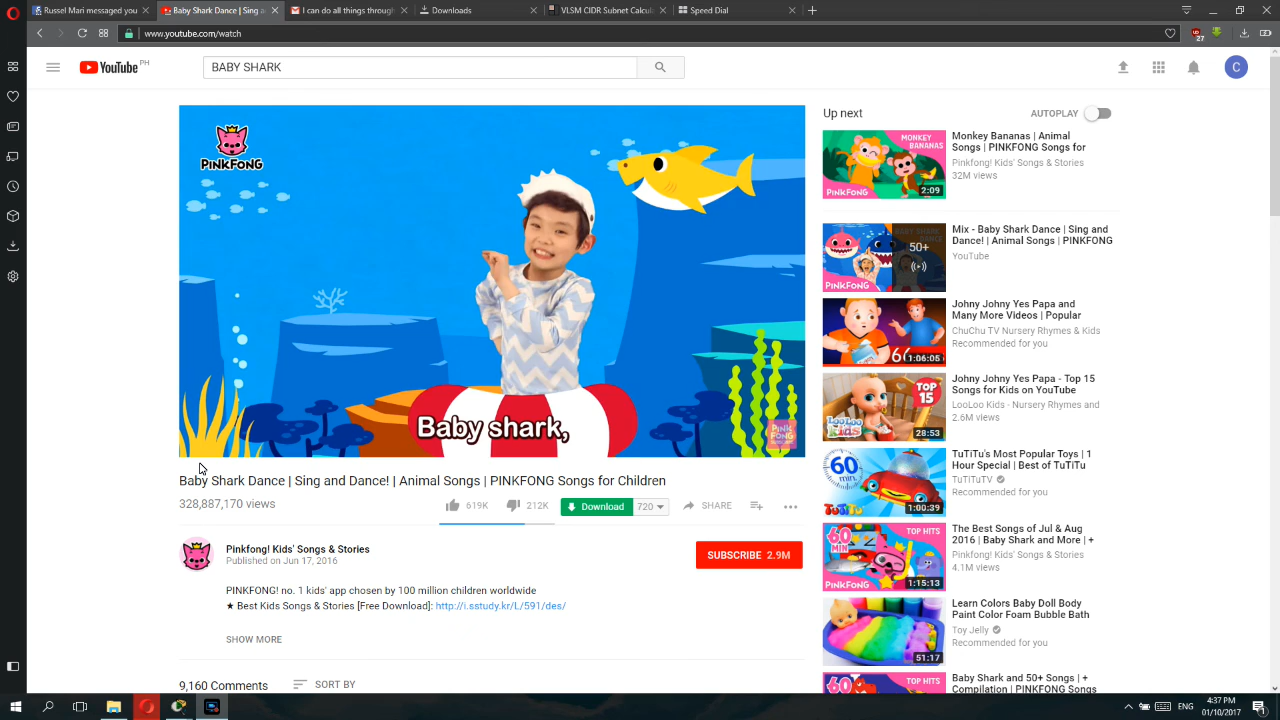 Russel Mai messaged you
Baby Shark Dance | Sing
I can do all things through
Downloads
VLSM CIDR Subnet Calcula
Speed Dial
www.youtube.com/watch
27
YouTube PH
BABY SHARK
C
PINKFONG
Baby shark,
PINK
FONG
Baby Shark Dance | Sing and Dance! | Animal Songs | PINKFONG Songs for Children
328,887,170 views
619K
212K
Download
720
SHARE
Pinkfong! Kids' Songs & Stories
Published on Jun 17, 2016
SUBSCRIBE 2.9M
PINKFONG! no. 1 kids' app chosen by 100 million children worldwide
★ Best Kids Songs & Stories [Free Download]: http://i.sstudy.kr/L/591/des/
SHOW MORE
9,160 Comments
SORT BY
Up next
AUTOPLAY
MONKEY
BANANAS
PINKFONG
2:09
Monkey Bananas | Animal
Songs | PINKFONG Songs for
Pinkfong! Kids' Songs & Stories
32M views
BABY SHARK
DANCE
50+
PINKFONG
Mix - Baby Shark Dance | Sing and
Dance! | Animal Songs | PINKFONG
YouTube
1:06:05
Johny Johny Yes Papa and
Many More Videos | Popular
ChuChu TV Nursery Rhymes & Kids
Recommended for you
TOP
15
LooLoo
KIDS
28:53
Johny Johny Yes Papa - Top 15
Songs for Kids on YouTube
LooLoo Kids - Nursery Rhymes and
2.6M views
60
min.
TuTiTu
1:00:39
TuTiTu's Most Popular Toys | 1
Hour Special | Best of TuTiTu
TuTiTuTV
Recommended for you
60
MIN
TOP HITS
PINKFONG
1:15:13
The Best Songs of Jul & Aug
2016 | Baby Shark and More | +
Pinkfong! Kids' Songs & Stories
4.1M views
51:17
Learn Colors Baby Doll Body
Paint Color Foam Bubble Bath
Toy Jelly
Recommended for you
60
TOP HITS
Baby Shark and 50+ Songs | +
Compilation | PINKFONG Songs
ENG
4:37 PM
01/10/2017
1